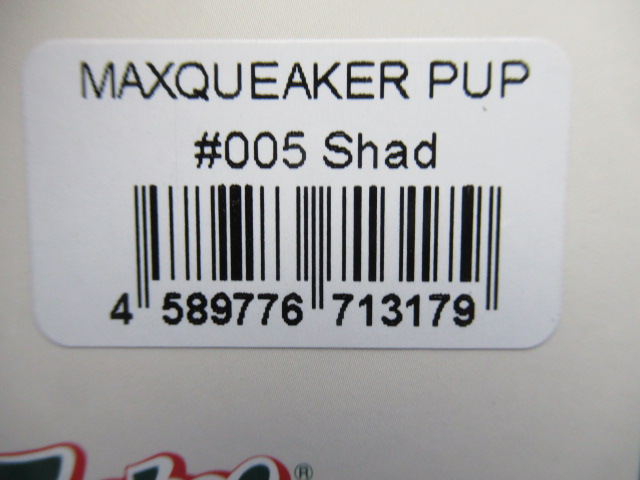 MAXQUEAKER PUP
#005 Shad
4 589776 713179
®